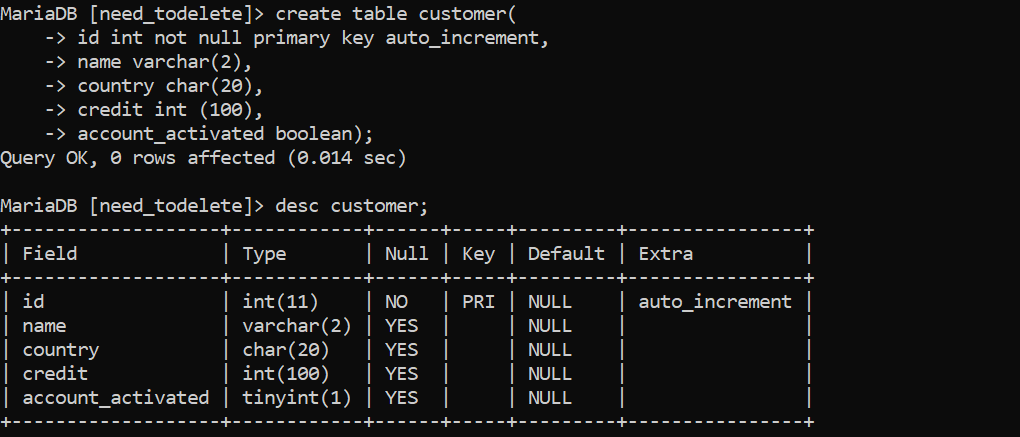 MariaDB [need_todelete]> create table customer(
    -> id int not null primary key auto_increment,
    -> name varchar(2),
    -> country char(20),
    -> credit int (100),
    -> account_activated boolean);
Query OK, 0 rows affected (0.014 sec)

MariaDB [need_todelete]> desc customer;
+-------------------+------------+------+-----+---------+----------------+
| Field             | Type       | Null | Key | Default | Extra          |
+-------------------+------------+------+-----+---------+----------------+
| id                | int(11)    | NO   | PRI | NULL    | auto_increment |
| name              | varchar(2) | YES  |     | NULL    |                |
| country           | char(20)   | YES  |     | NULL    |                |
| credit            | int(100)   | YES  |     | NULL    |                |
| account_activated | tinyint(1) | YES  |     | NULL    |                |
+-------------------+------------+------+-----+---------+----------------+